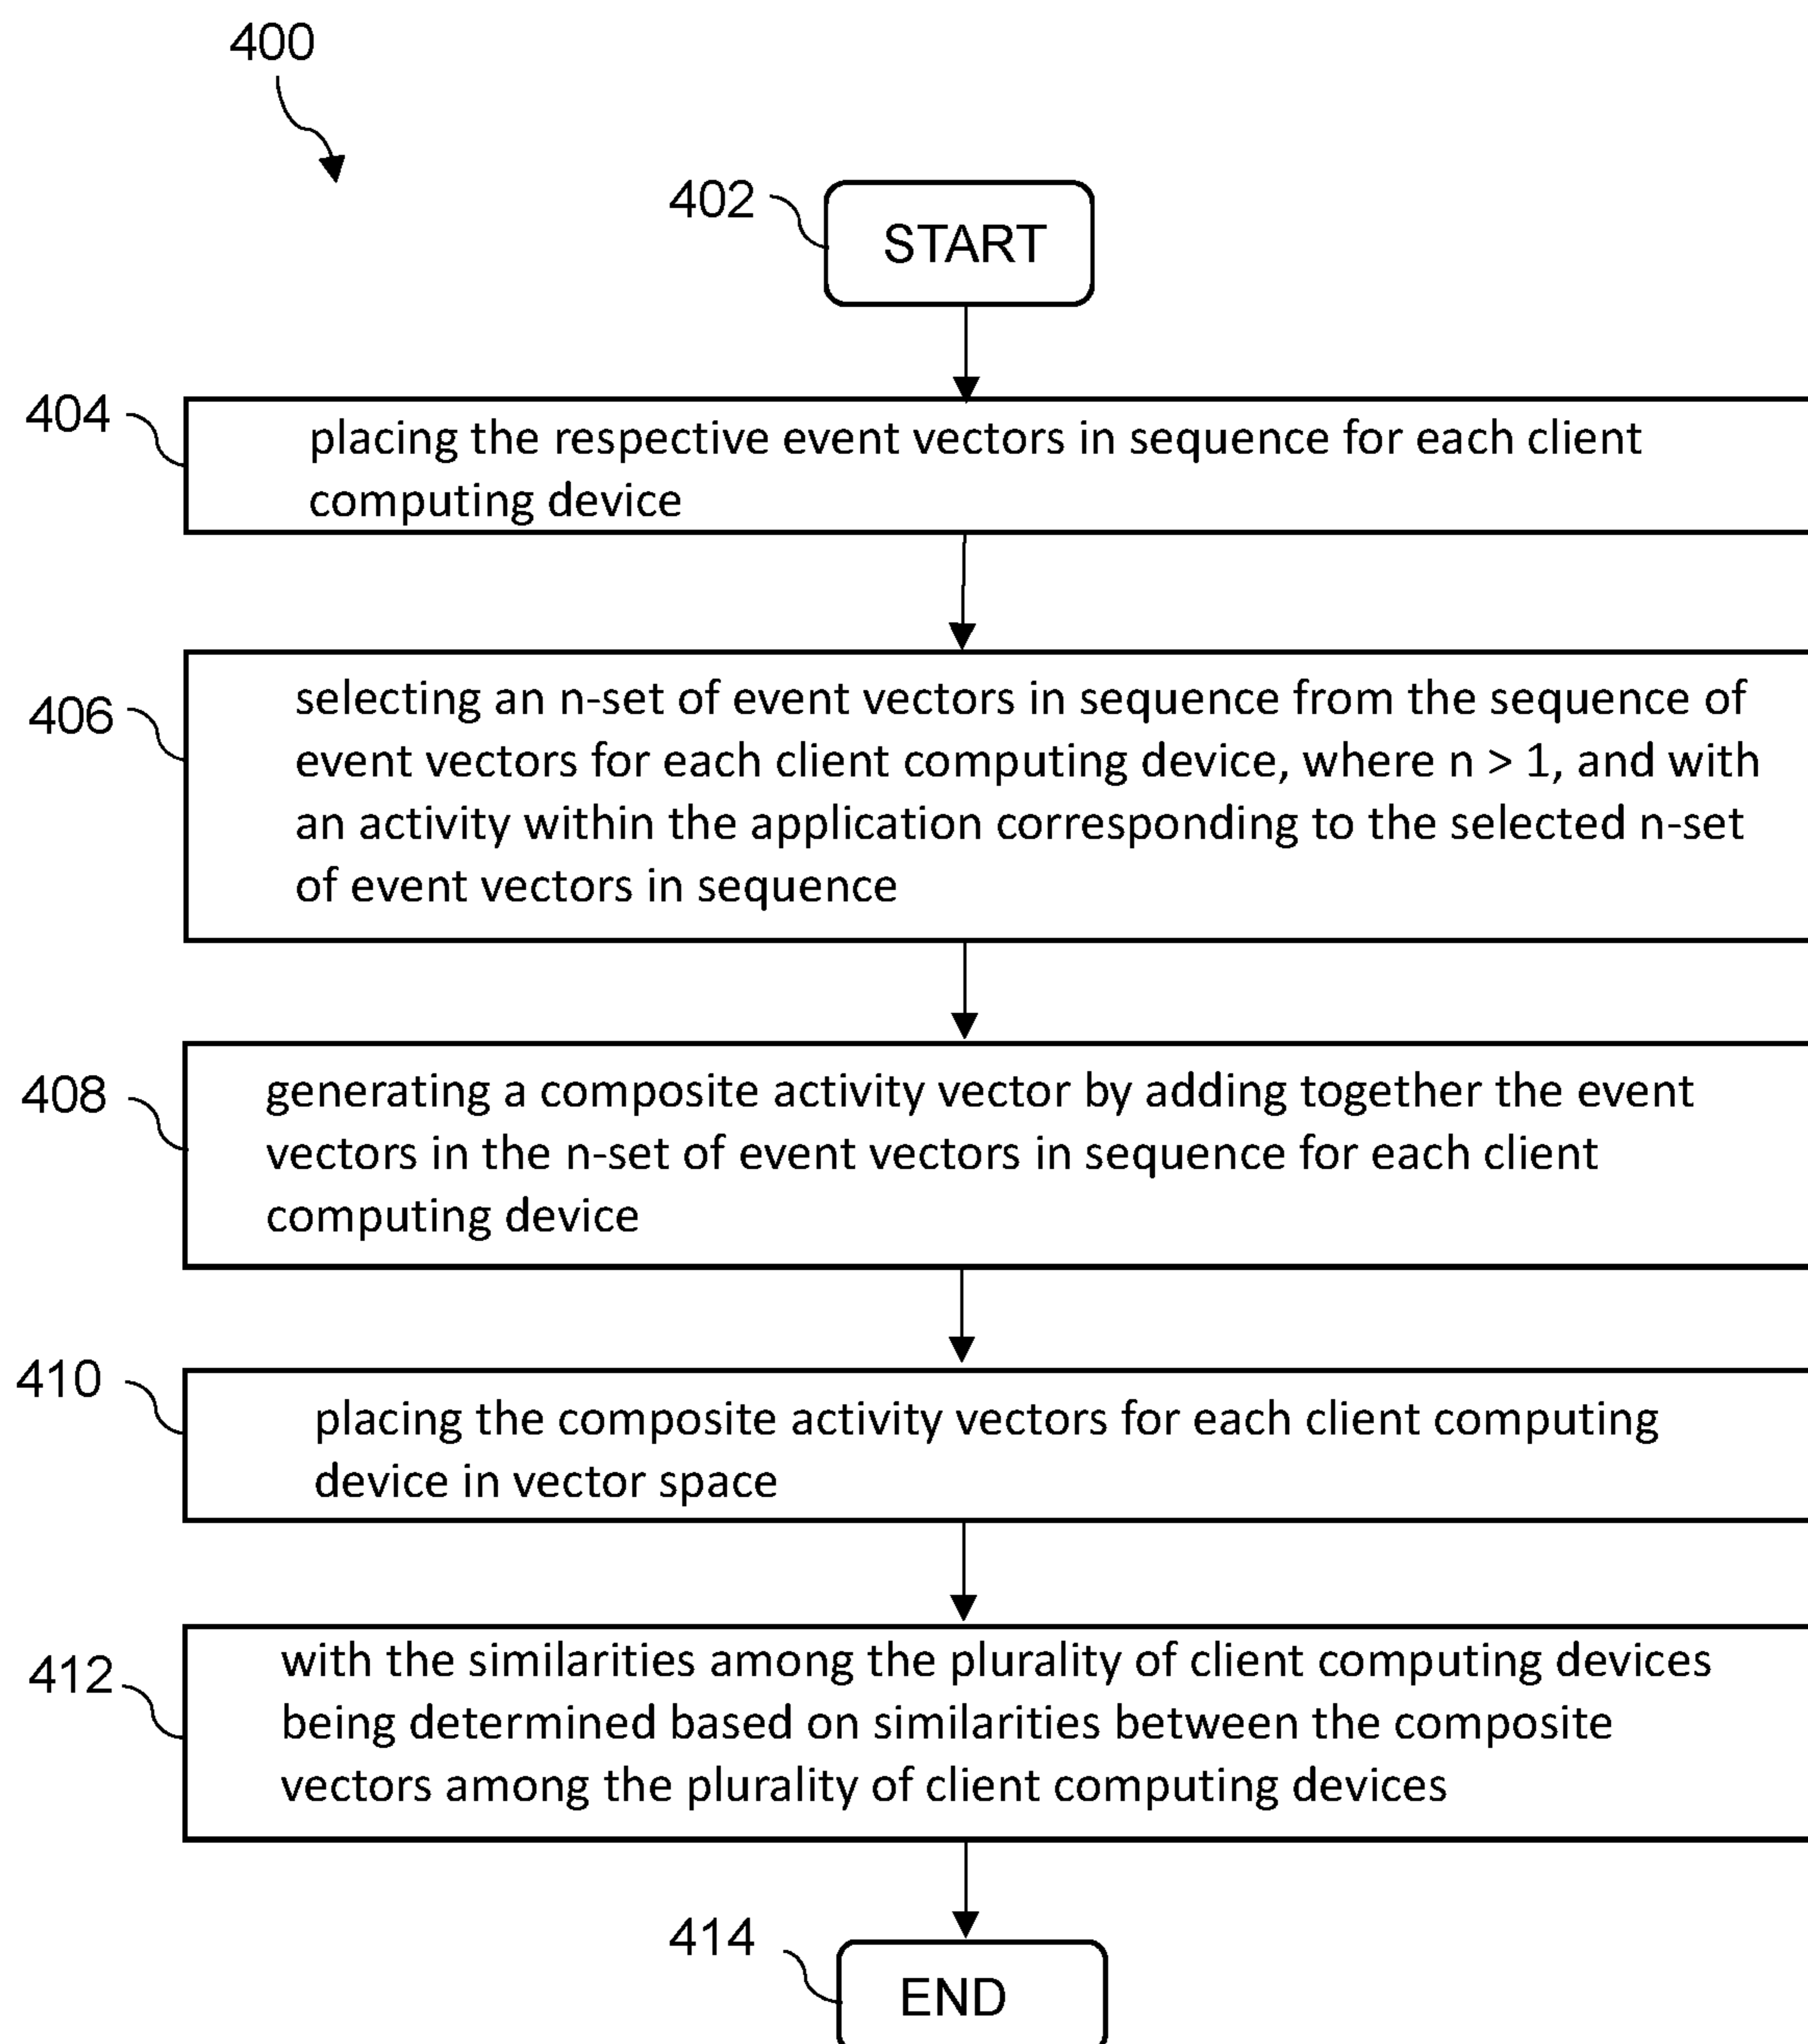 400
402
START
404
placing the respective event vectors in sequence for each client
computing device
406
selecting an n-set of event vectors in sequence from the sequence of
event vectors for each client computing device, where n > 1, and with
an activity within the application corresponding to the selected n-set
of event vectors in sequence
408
generating a composite activity vector by adding together the event
vectors in the n-set of event vectors in sequence for each client
computing device
410
placing the composite activity vectors for each client computing
device in vector space
412
with the similarities among the plurality of client computing devices
being determined based on similarities between the composite
vectors among the plurality of client computing devices
414
END